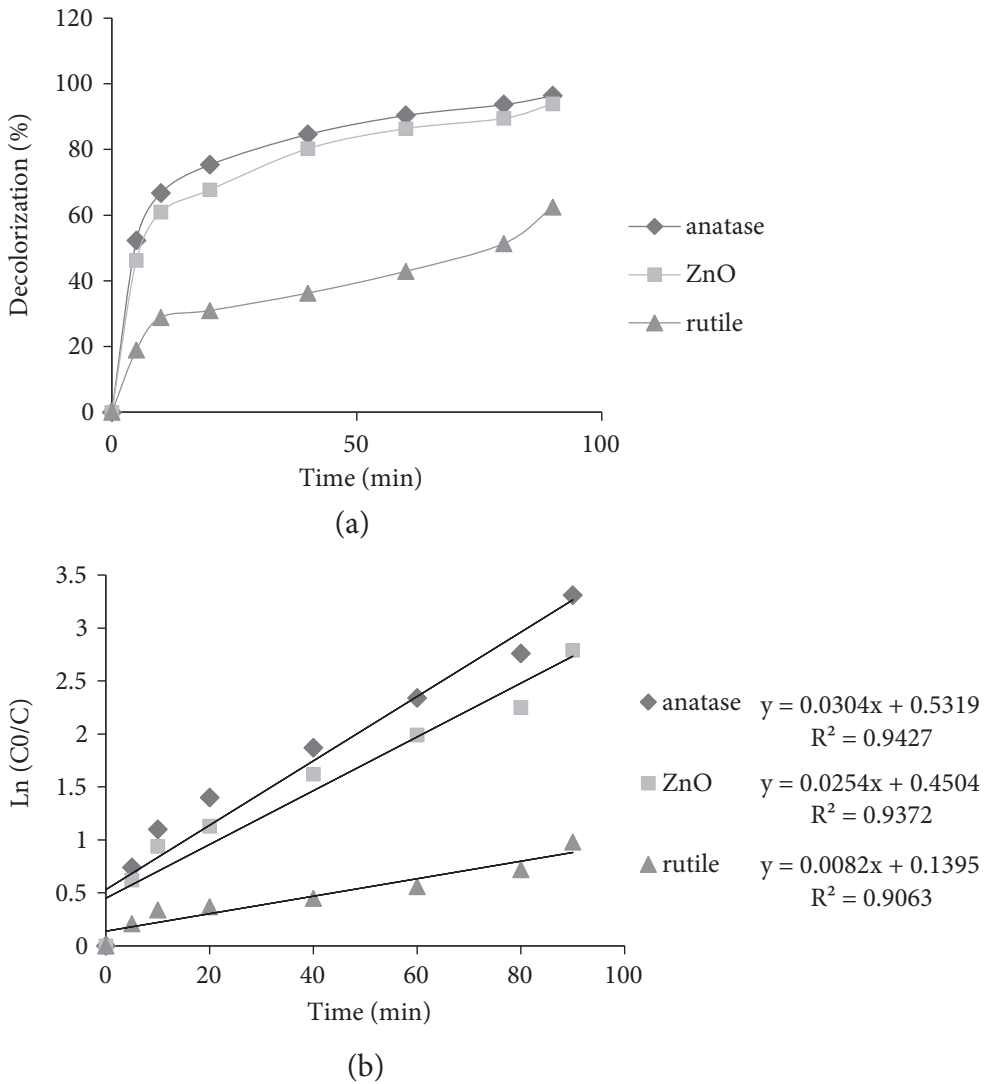 120
100
80
60
40
20
0
Decolorization (%)
0
50
100
Time (min)
anatase
ZnO
rutile
(a)
3.5
3
2.5
2
1.5
1
0.5
0
Ln (C0/C)
0
20
40
60
80
100
Time (min)
anatase y = 0.0304x + 0.5319
R² = 0.9427
ZnO y = 0.0254x + 0.4504
R² = 0.9372
rutile y = 0.0082x + 0.1395
R² = 0.9063
(b)